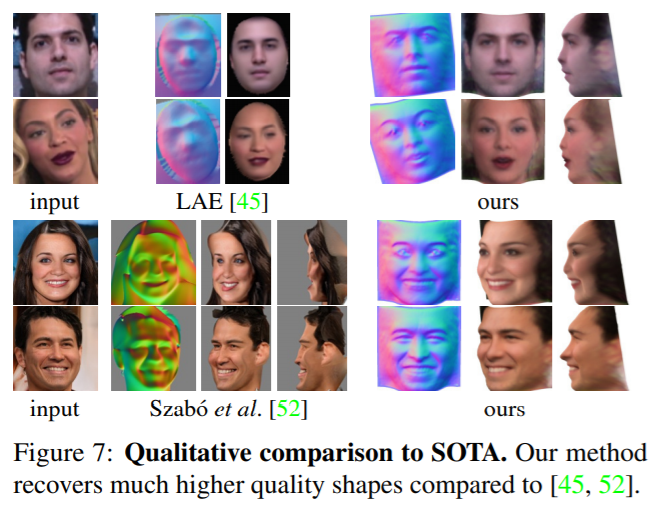 input LAE [45] ours
input Szabó et al. [52] ours
Figure 7: Qualitative comparison to SOTA. Our method
recovers much higher quality shapes compared to [45, 52].